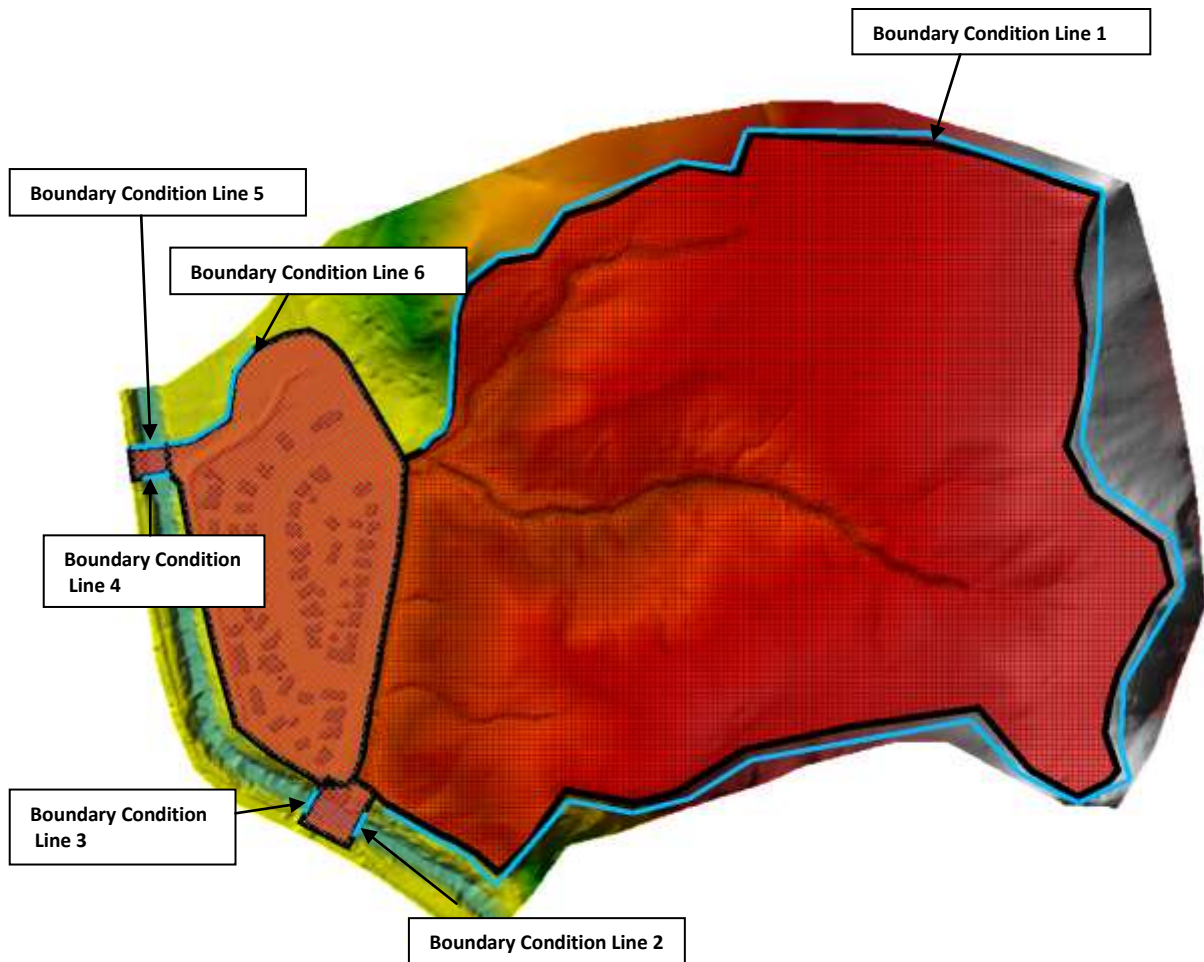 Boundary Condition Line 1
Boundary Condition Line 5
Boundary Condition Line 6
Boundary Condition
Line 4
Boundary Condition
Line 3
Boundary Condition Line 2